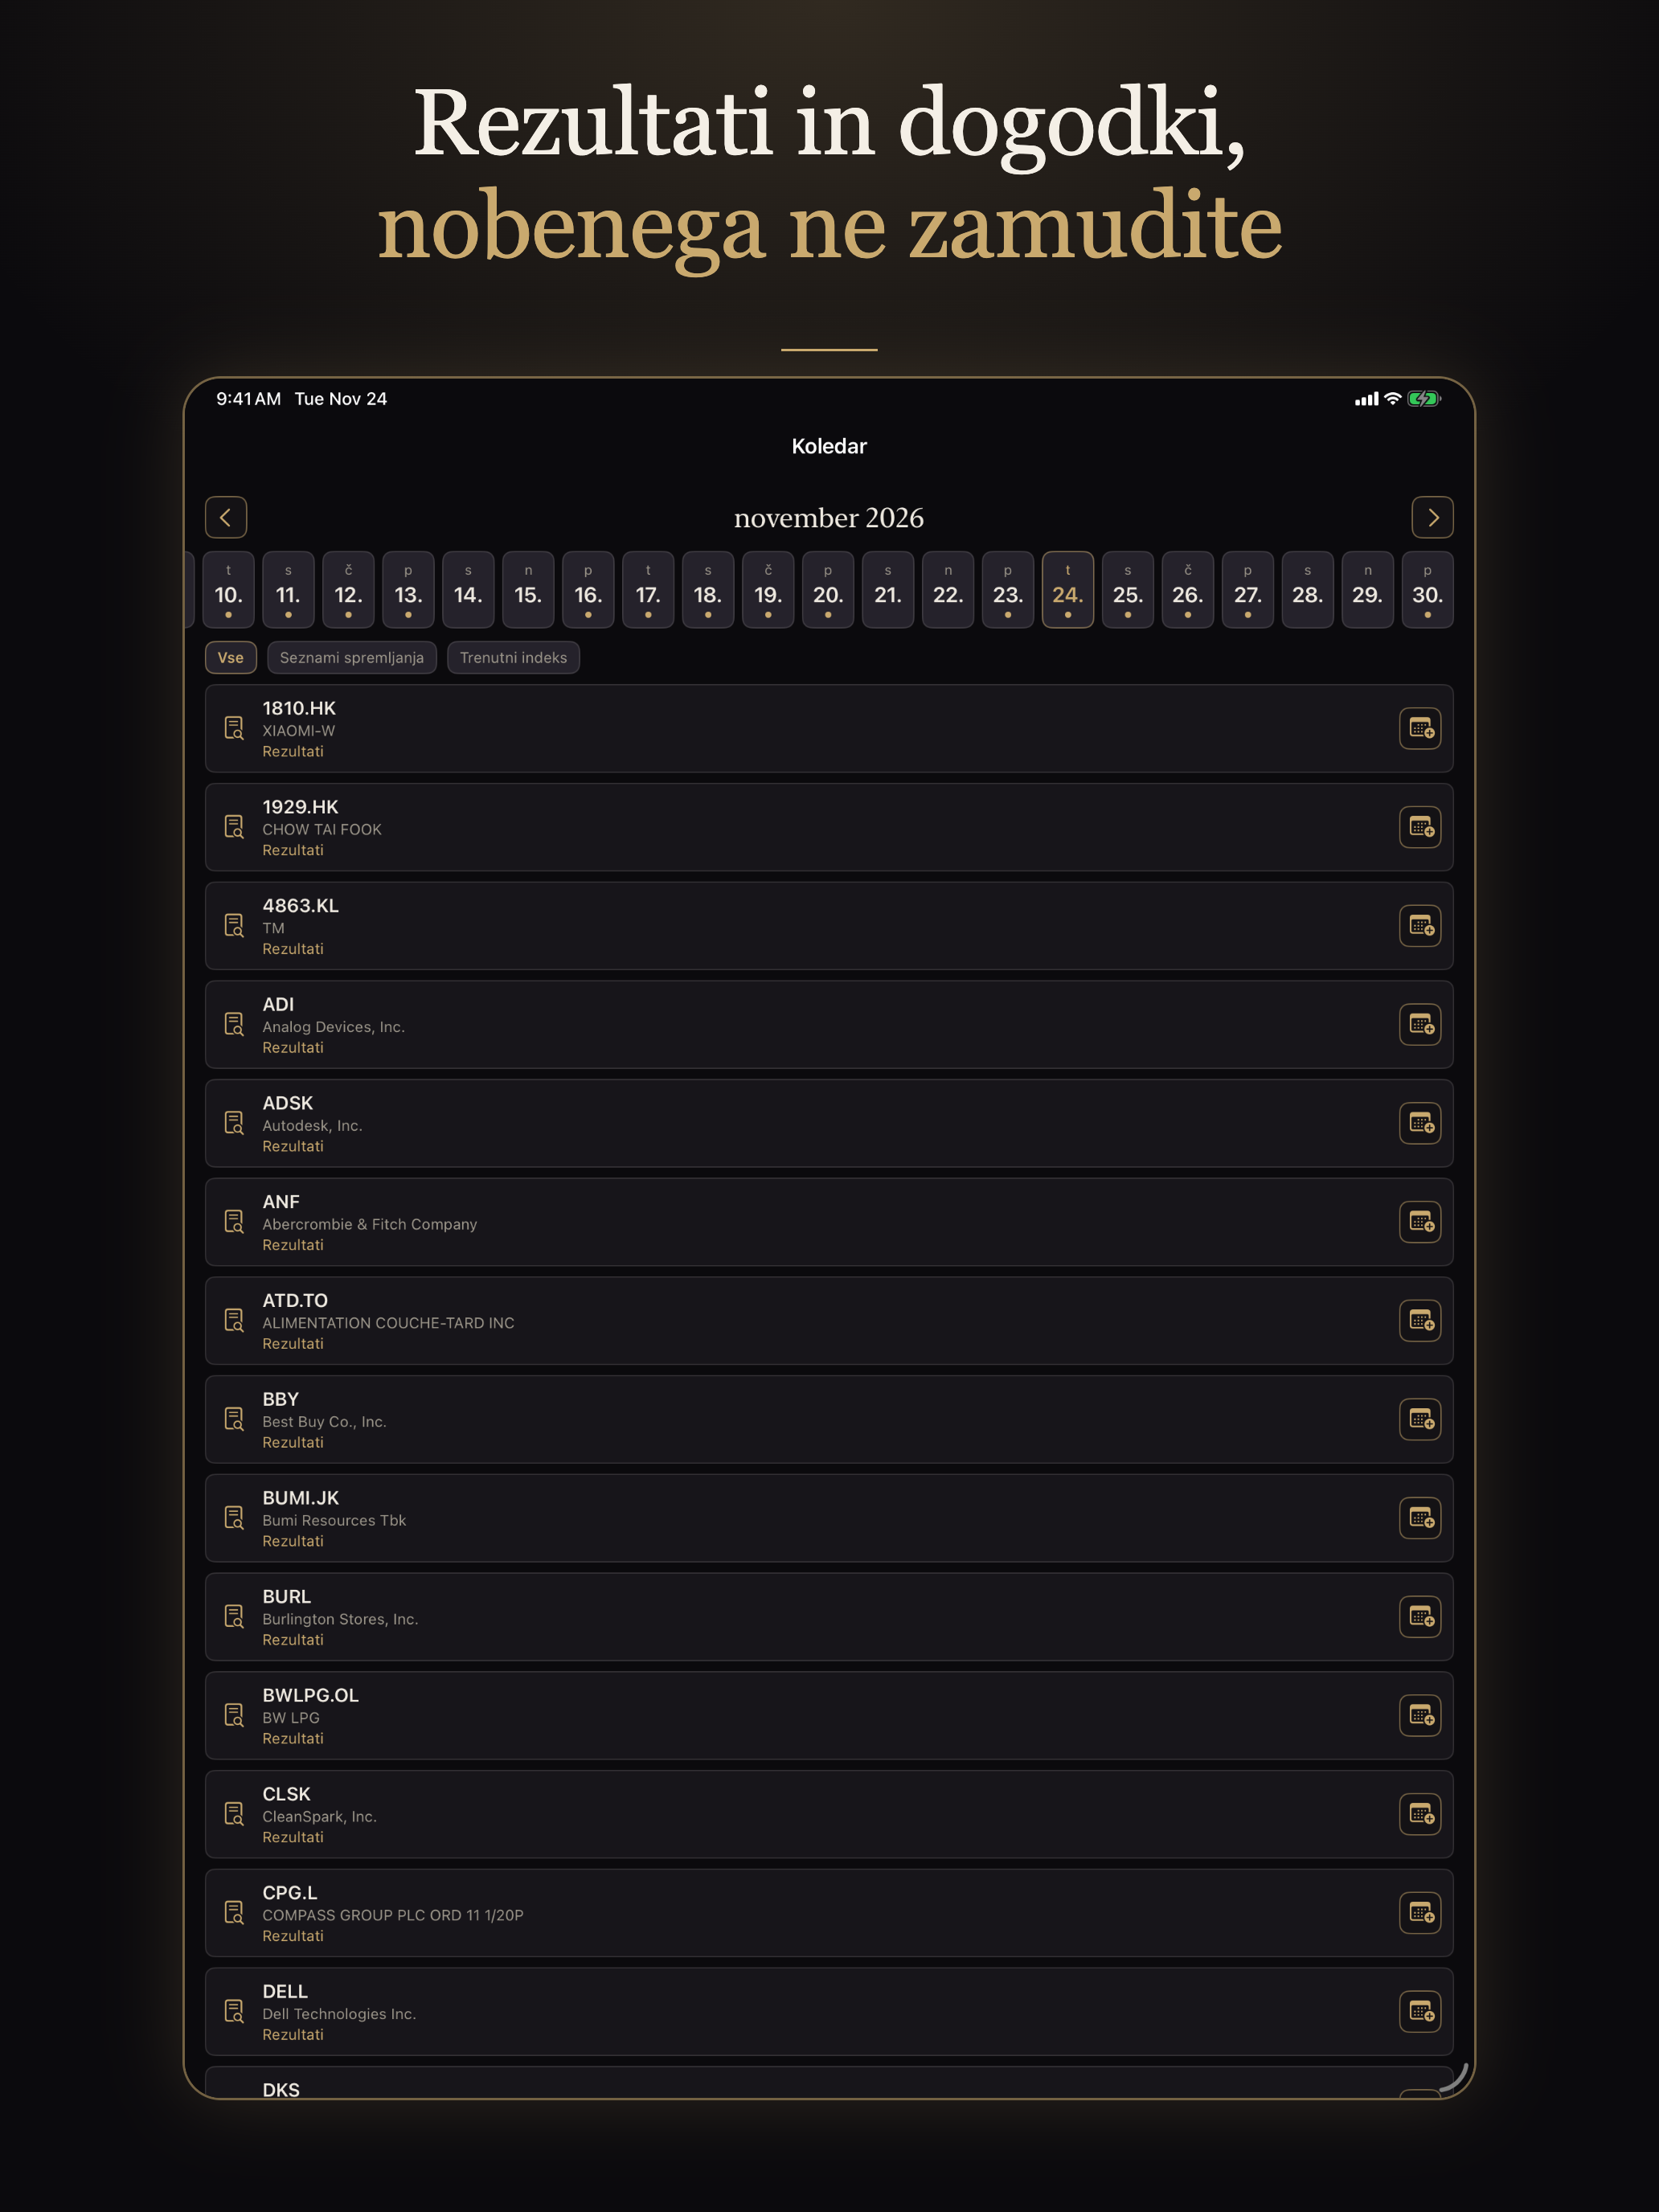 Rezultati in dogodki,
nobenega ne zamudite
9:41 AM Tue Nov 24
Koledar
november 2026
t s č p s n p t s č p s n p t s č p s n p
10. 11. 12. 13. 14. 15. 16. 17. 18. 19. 20. 21. 22. 23. 24. 25. 26. 27. 28. 29. 30.
Vse Seznami spremljanja Trenutni indeks
1810.HK
XIAOMI-W
Rezultati
1929.HK
CHOW TAI FOOK
Rezultati
4863.KL
TM
Rezultati
ADI
Analog Devices, Inc.
Rezultati
ADSK
Autodesk, Inc.
Rezultati
ANF
Abercrombie & Fitch Company
Rezultati
ATD.TO
ALIMENTATION COUCHE-TARD INC
Rezultati
BBY
Best Buy Co., Inc.
Rezultati
BUMI.JK
Bumi Resources Tbk
Rezultati
BURL
Burlington Stores, Inc.
Rezultati
BWLPG.OL
BW LPG
Rezultati
CLSK
CleanSpark, Inc.
Rezultati
CPG.L
COMPASS GROUP PLC ORD 11 1/20P
Rezultati
DELL
Dell Technologies Inc.
Rezultati
DKS